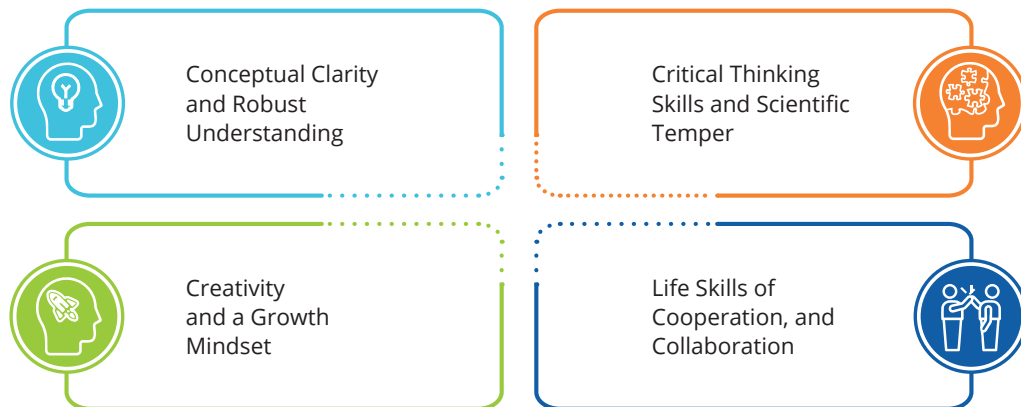 Conceptual Clarity
and Robust
Understanding
Critical Thinking
Skills and Scientific
Temper
Creativity
and a Growth
Mindset
Life Skills of
Cooperation, and
Collaboration